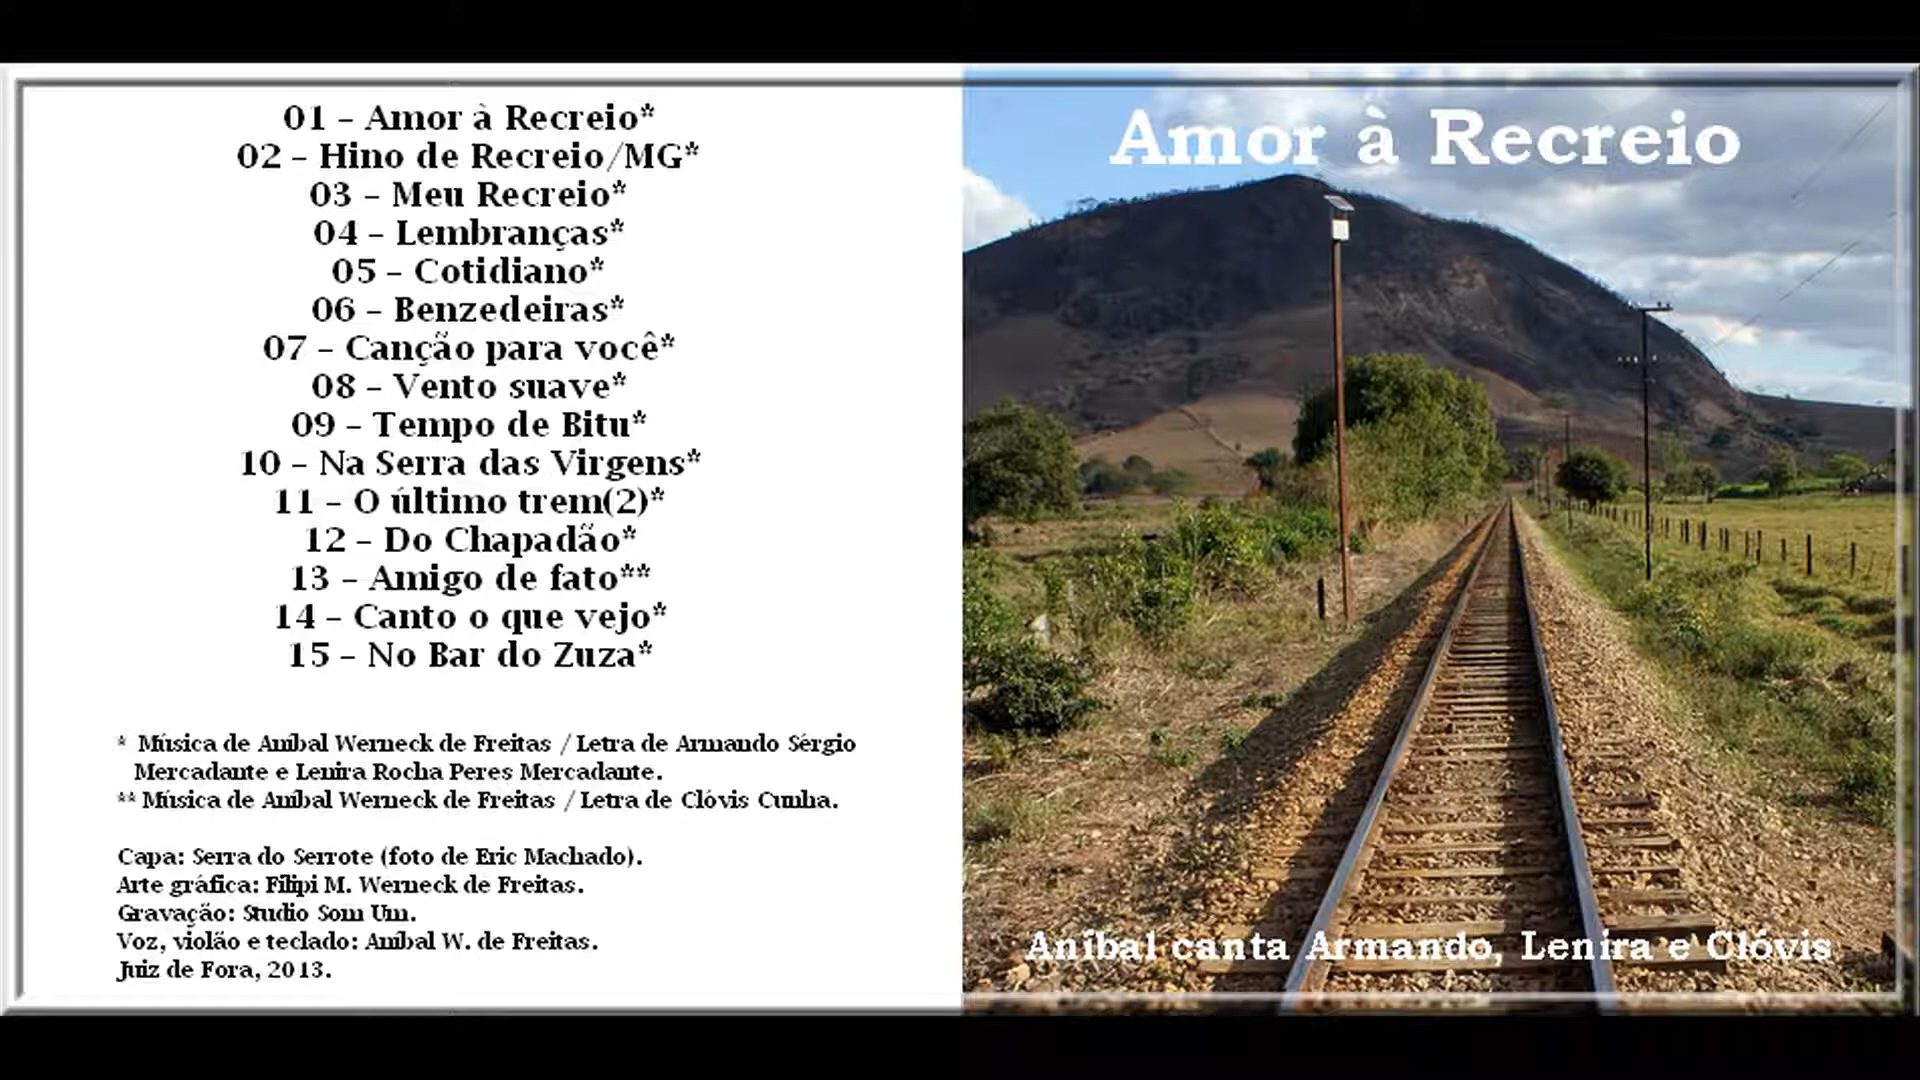 01 – Amor à Recreio*
02 – Hino de Recreio/MG*
03 – Meu Recreio*
04 – Lembranças*
05 – Cotidiano*
06 – Benzedeiras*
07 – Canção para você*
08 – Vento suave*
09 – Tempo de Bitu*
10 – Na Serra das Virgens*
11 – O último trem(2)*
12 – Do Chapadão*
13 – Amigo de fato**
14 – Canto o que vejo*
15 – No Bar do Zuza*
* Música de Aníbal Werneck de Freitas / Letra de Armando Sérgio
Mercadante e Lenira Rocha Peres Mercadante.
** Música de Aníbal Werneck de Freitas / Letra de Clóvis Cunha.
Capa: Serra do Serrote (foto de Eric Machado).
Arte gráfica: Filipi M. Werneck de Freitas.
Gravação: Studio Som Um.
Voz, violão e teclado: Aníbal W. de Freitas.
Juiz de Fora, 2013.
Amor à Recreio
Aníbal canta Armando, Lenira e Clóvis